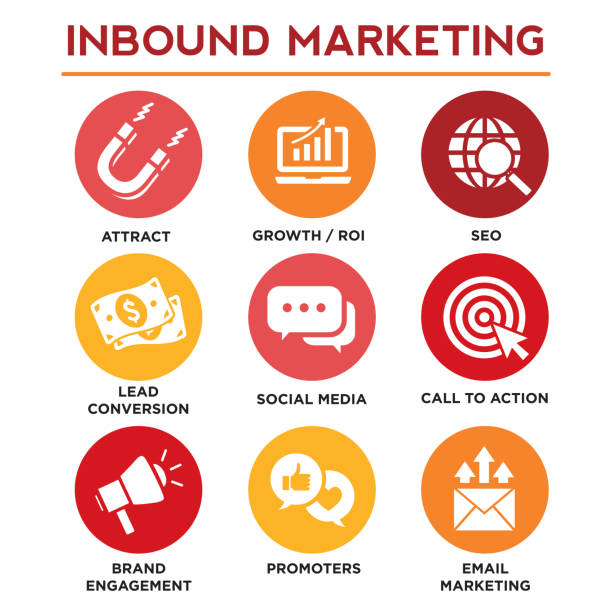 INBOUND MARKETING
ATTRACT
GROWTH / ROI
SEO
$
LEAD
CONVERSION
SOCIAL MEDIA
CALL TO ACTION
BRAND
ENGAGEMENT
PROMOTERS
EMAIL
MARKETING